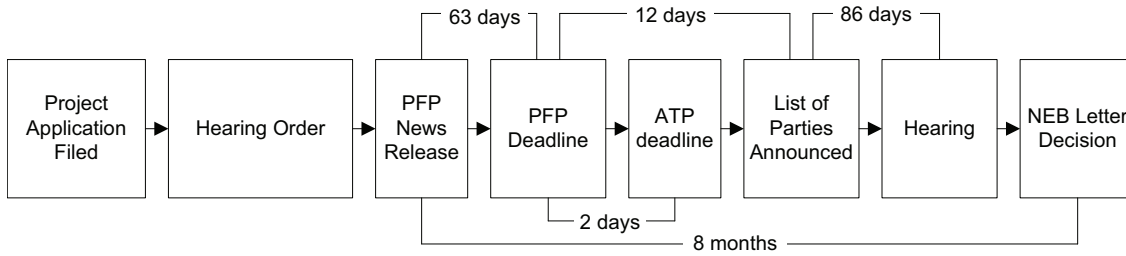 63 days
12 days
86 days
Project
Application
Filed
Hearing Order
PFP
News
Release
PFP
Deadline
ATP
deadline
List of
Parties
Announced
Hearing
NEB Letter
Decision
2 days
8 months